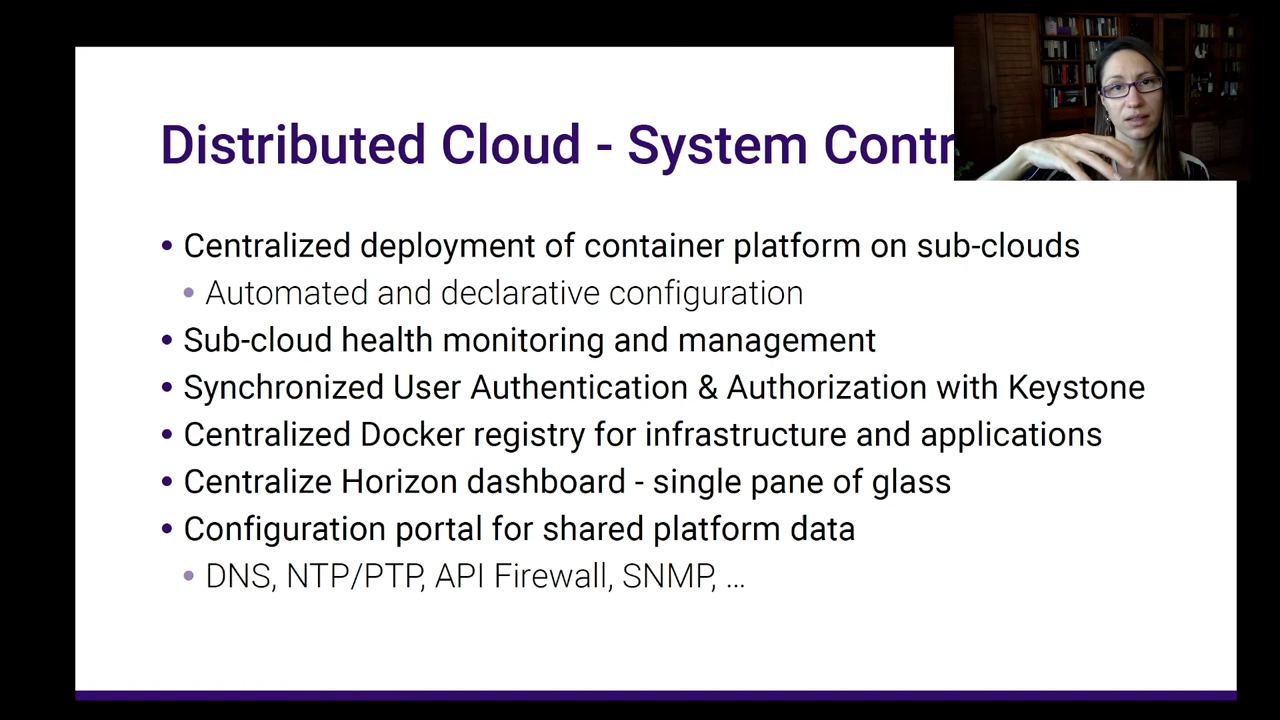 Distributed Cloud - System Contr
• Centralized deployment of container platform on sub-clouds
• Automated and declarative configuration
• Sub-cloud health monitoring and management
• Synchronized User Authentication & Authorization with Keystone
• Centralized Docker registry for infrastructure and applications
• Centralize Horizon dashboard - single pane of glass
• Configuration portal for shared platform data
• DNS, NTP/PTP, API Firewall, SNMP, ...